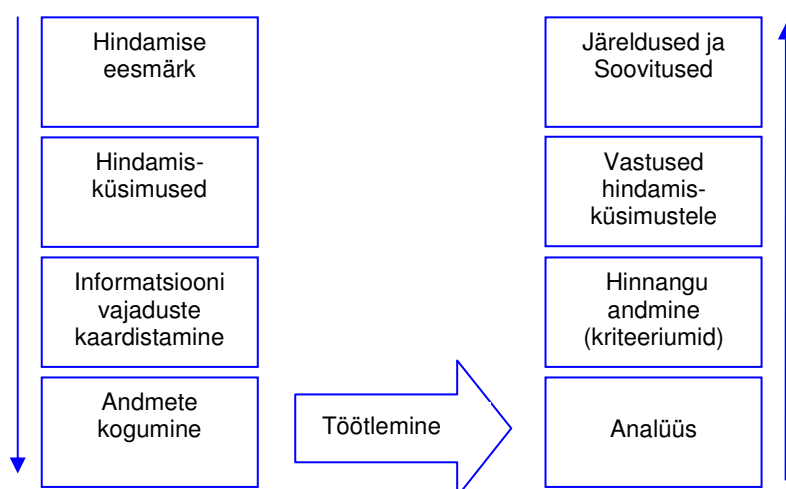 Hindamise
eesmärk
Hindamis-
küsimused
Informatsiooni
vajaduste
kaardistamine
Andmete
kogumine
Töötlemine
Järeldused ja
Soovitused
Vastused
hindamis-
küsimustele
Hinnangu
andmine
(kriteeriumid)
Analüüs